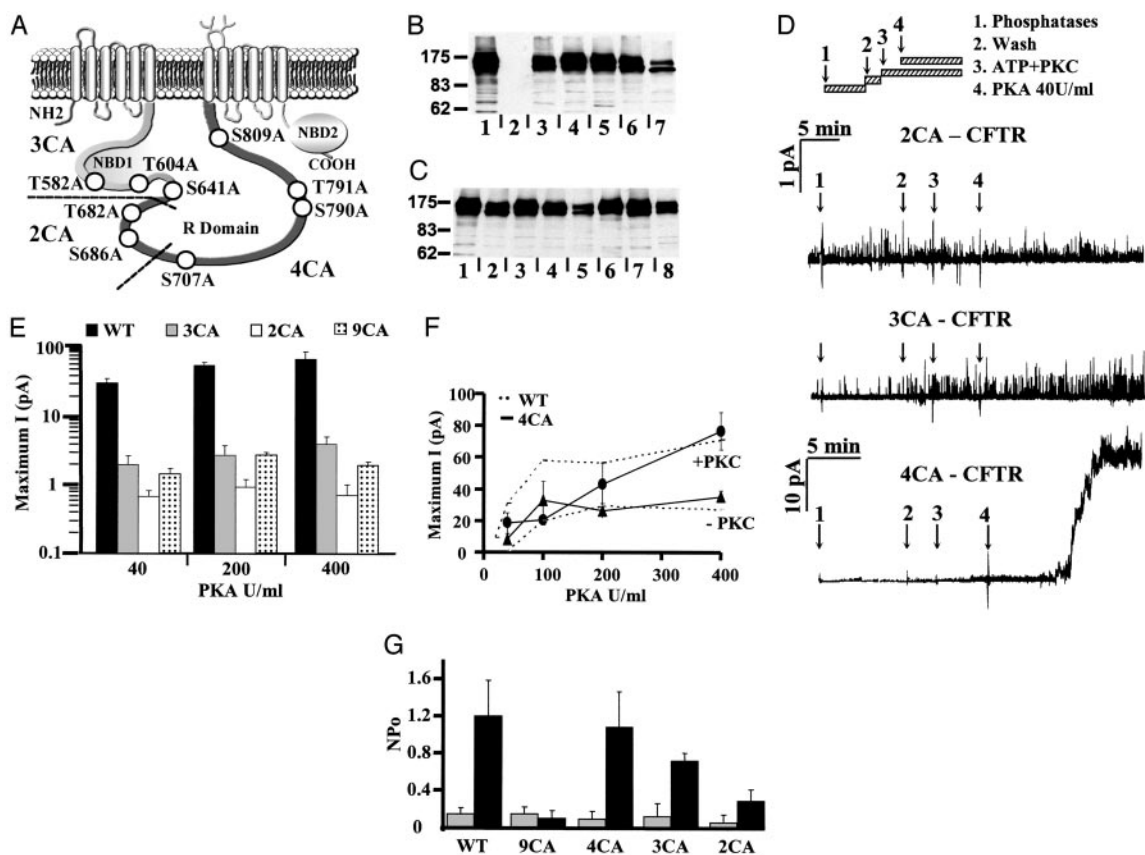 A
NH2
3CA
NBD1
T604A
T582A
S641A
T682A
2CA
S686A
R Domain
S707A
4CA
S809A
NBD2
COOH
T791A
S790A
B
175
83
62
1 2 3 4 5 6 7
C
175
83
62
1 2 3 4 5 6 7 8
D
1 2 3 4
1. Phosphatases
2. Wash
3. ATP+PKC
4. PKA 40U/ml
5 min
1 pA
2CA – CFTR
1 2 3 4
3CA - CFTR
5 min
10 pA
4CA - CFTR
1 2 3 4
E
WT 3CA 2CA 9CA
Maximum I (pA)
100
10
1
0.1
40 200 400
PKA U/ml
F
WT
4CA
Maximum I (pA)
100
80
60
40
20
0
+PKC
- PKC
0 100 200 300 400
PKA U/ml
G
NPo
1.6
1.2
0.8
0.4
0
WT 9CA 4CA 3CA 2CA